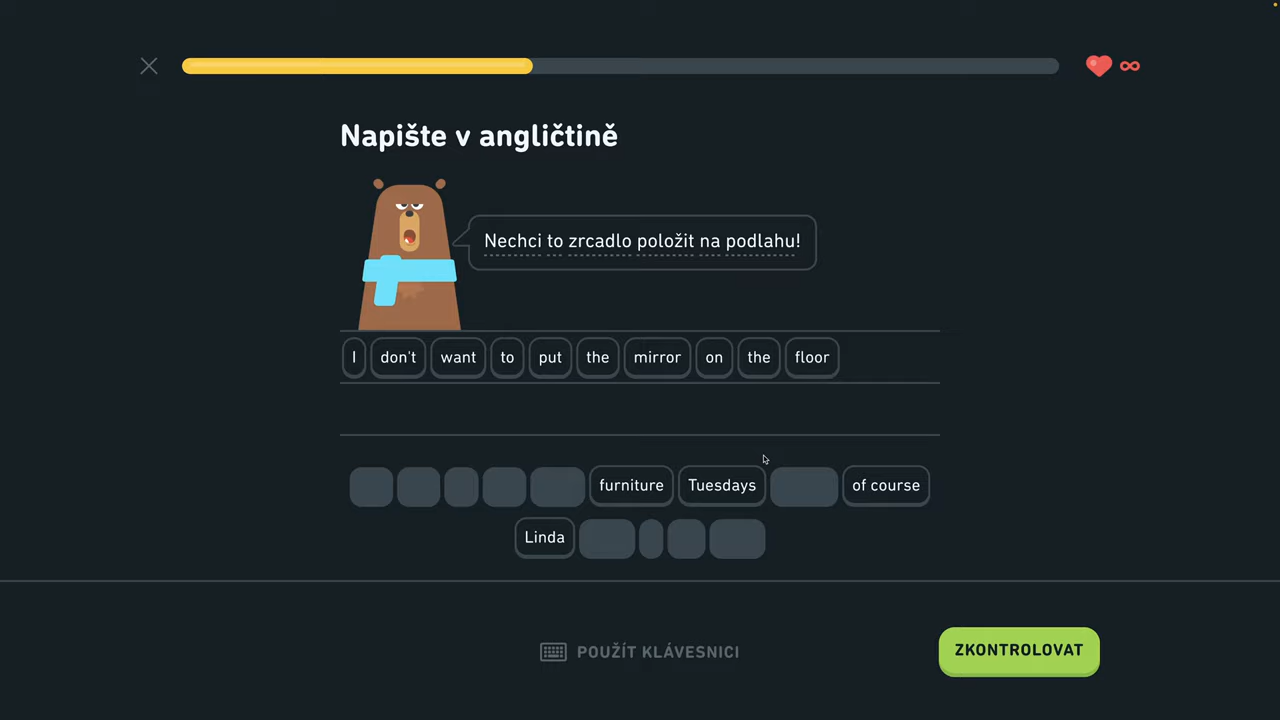 Napište v angličtině
Nechci to zrcadlo položit na podlahu!
I don't want to put the mirror on the floor
furniture Tuesdays of course
Linda
POUŽÍT KLÁVESNICI
ZKONTROLOVAT